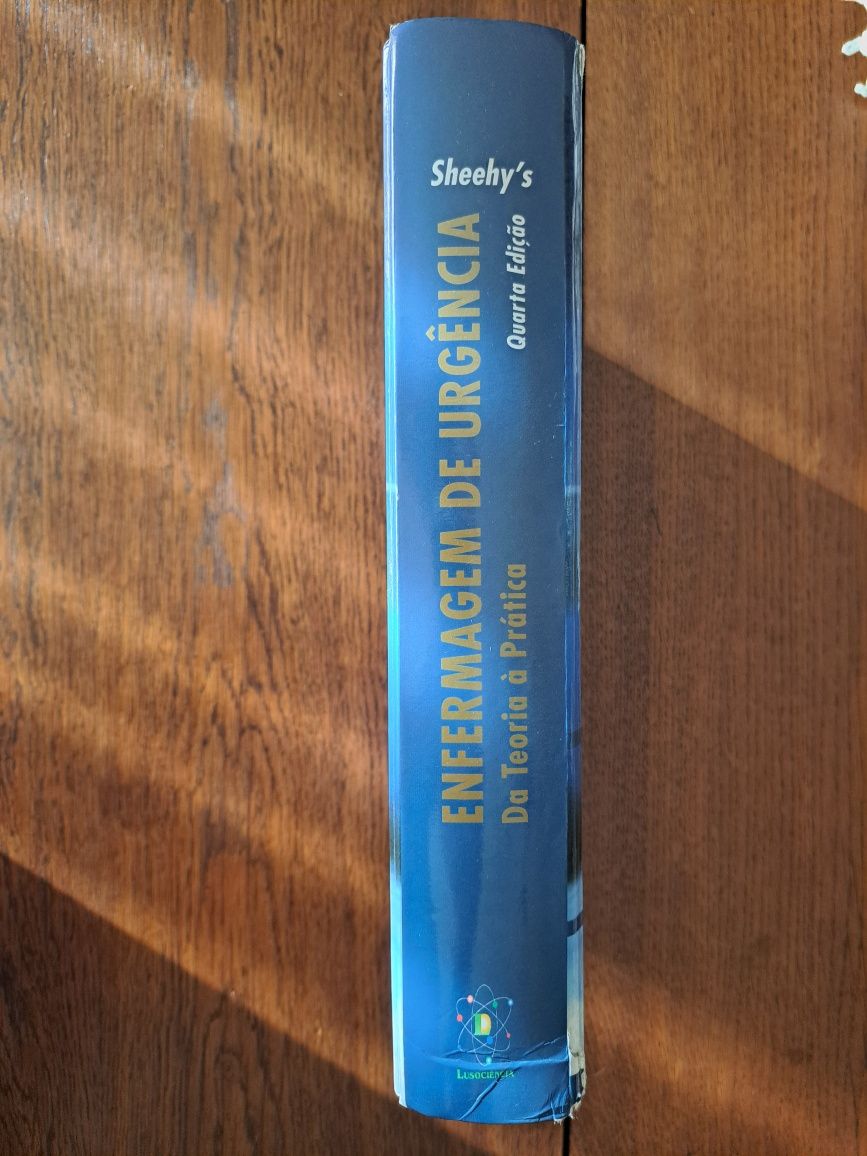 Sheehy's
ENFERMAGEM DE URGÊNCIA
Quarta Edição
Da Teoria à Prática
LUSOCIÊNCIA